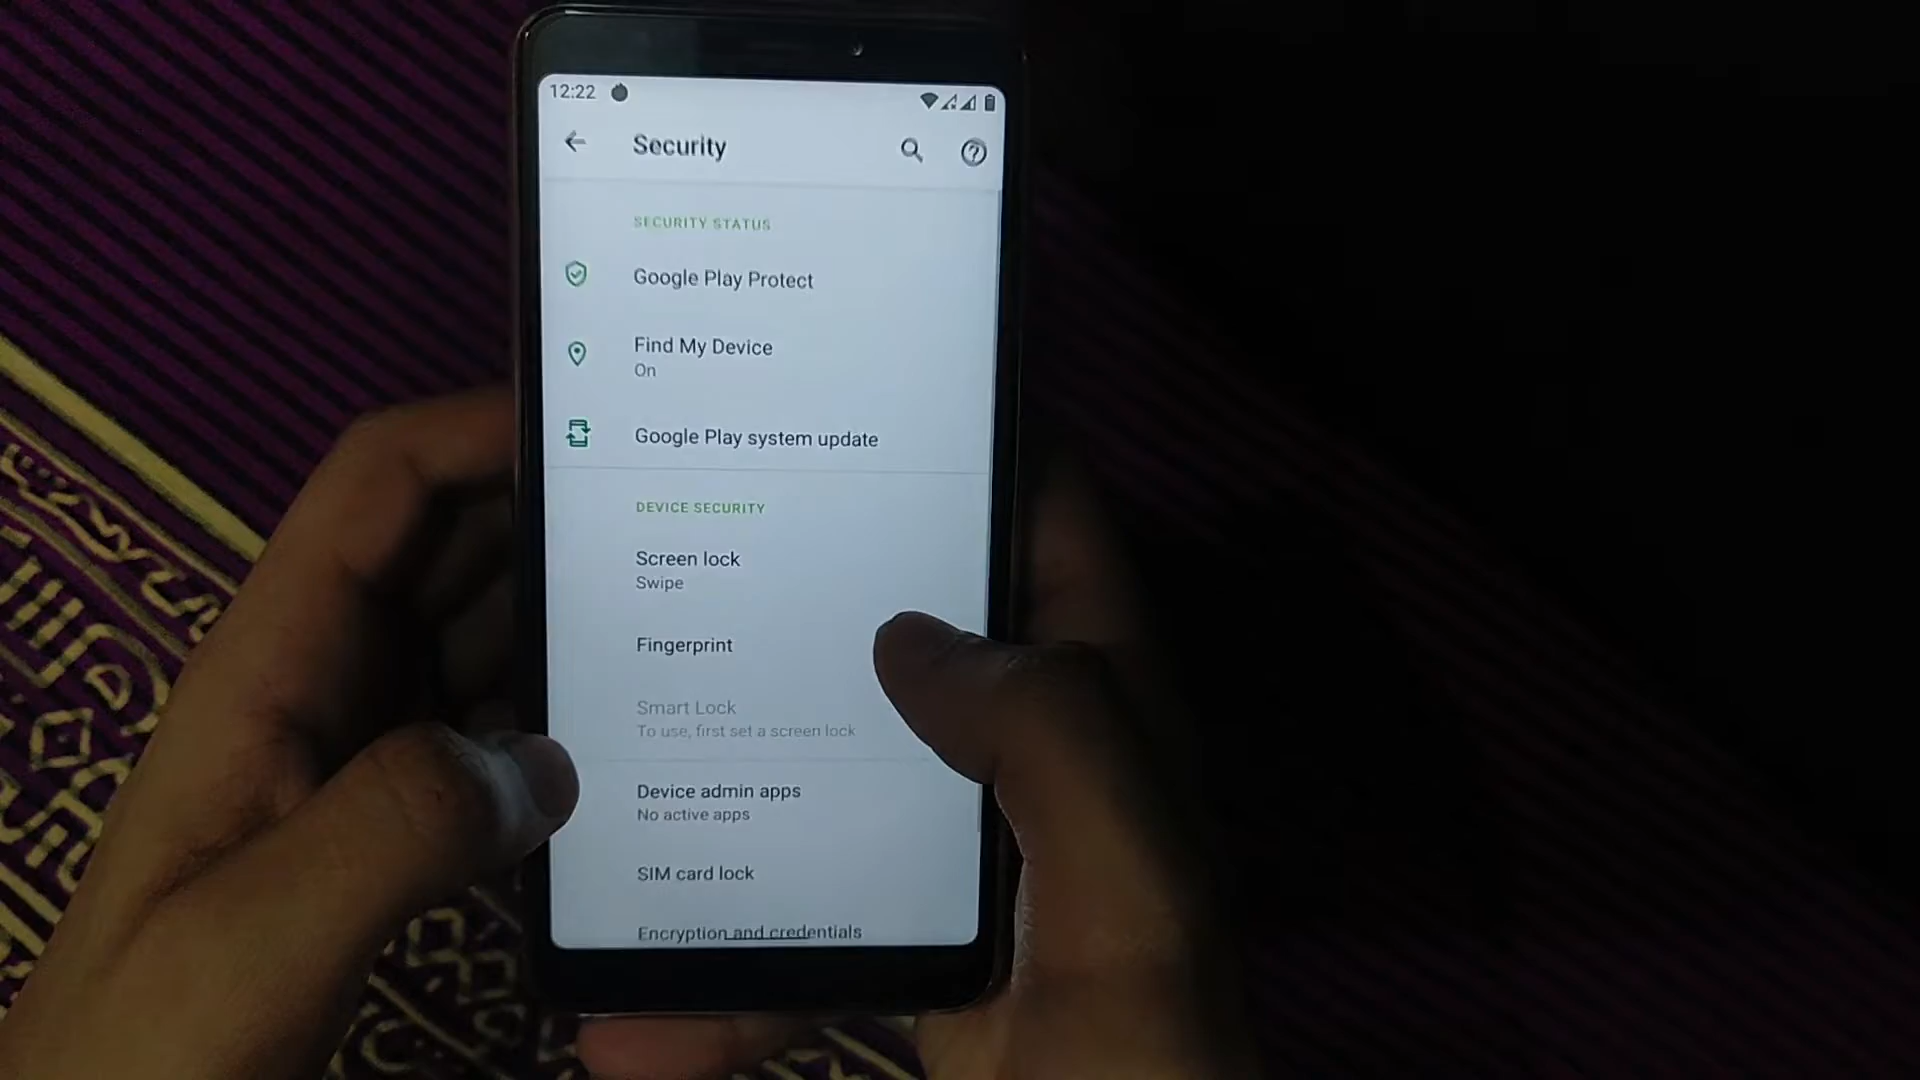 12:22
Security
SECURITY STATUS
Google Play Protect
Find My Device
On
Google Play system update
DEVICE SECURITY
Screen lock
Swipe
Fingerprint
Smart Lock
To use, first set a screen lock
Device admin apps
No active apps
SIM card lock
Encryption and credentials